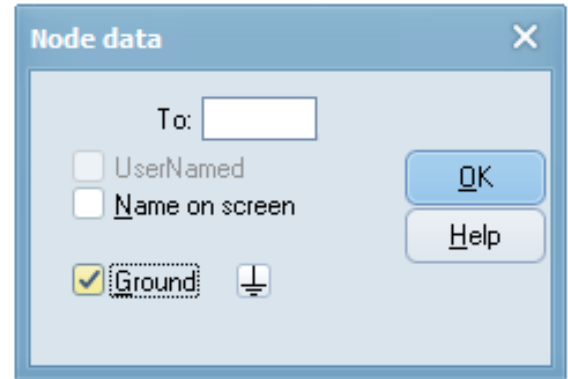 Node data
To:
UserNamed
Name on screen
OK
Help
Ground